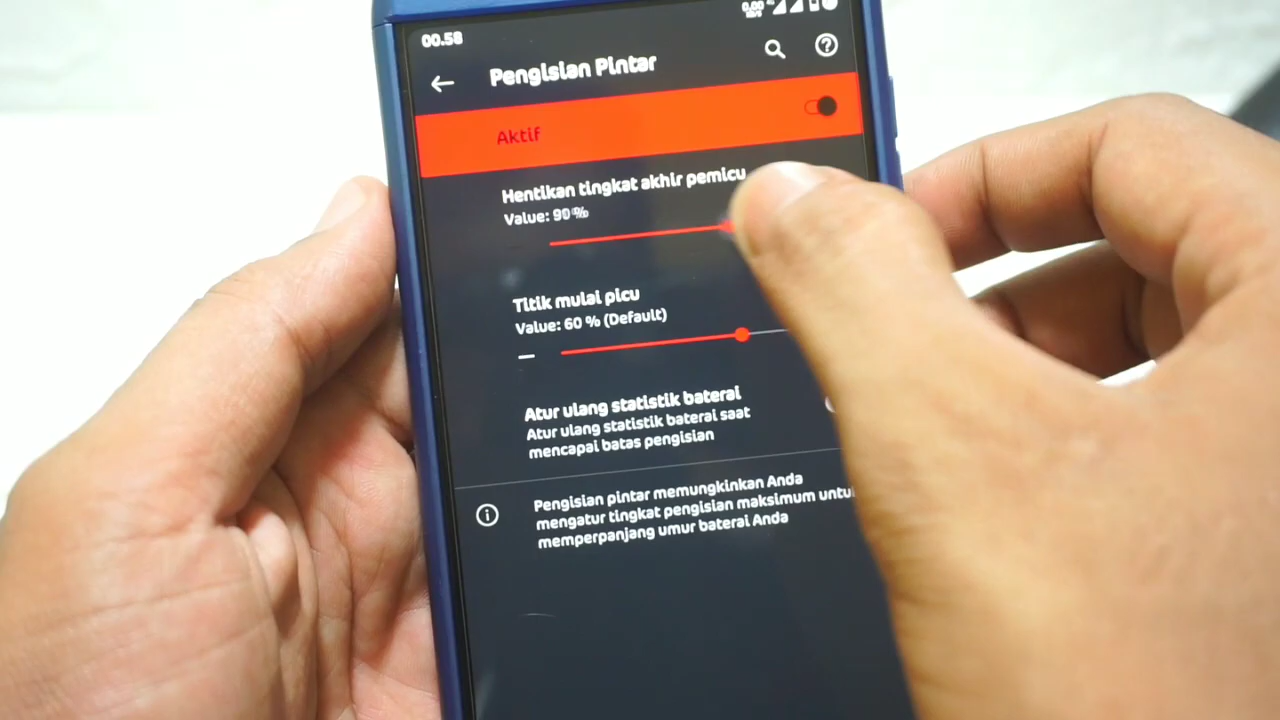 00.58
0,00
Pengisian Pintar
Aktif
Hentikan tingkat akhir pemicu
Value: 90 %
Titik mulai picu
Value: 60 % (Default)
Atur ulang statistik baterai
Atur ulang statistik baterai saat
mencapai batas pengisian
Pengisian pintar memungkinkan Anda
mengatur tingkat pengisian maksimum untu
memperpanjang umur baterai Anda